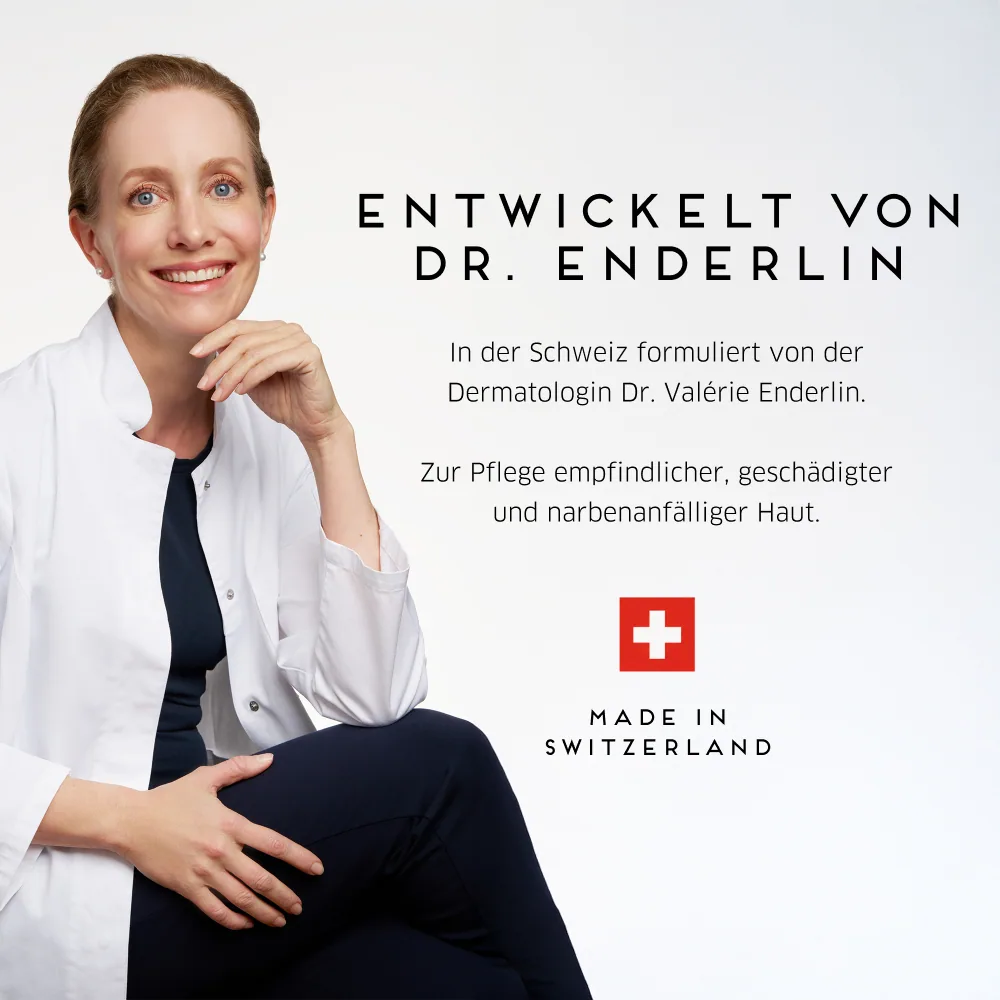 ENTWICKELT VON
DR. ENDERLIN
In der Schweiz formuliert von der
Dermatologin Dr. Valérie Enderlin.
Zur Pflege empfindlicher, geschädigter
und narbenanfälliger Haut.
MADE IN
SWITZERLAND